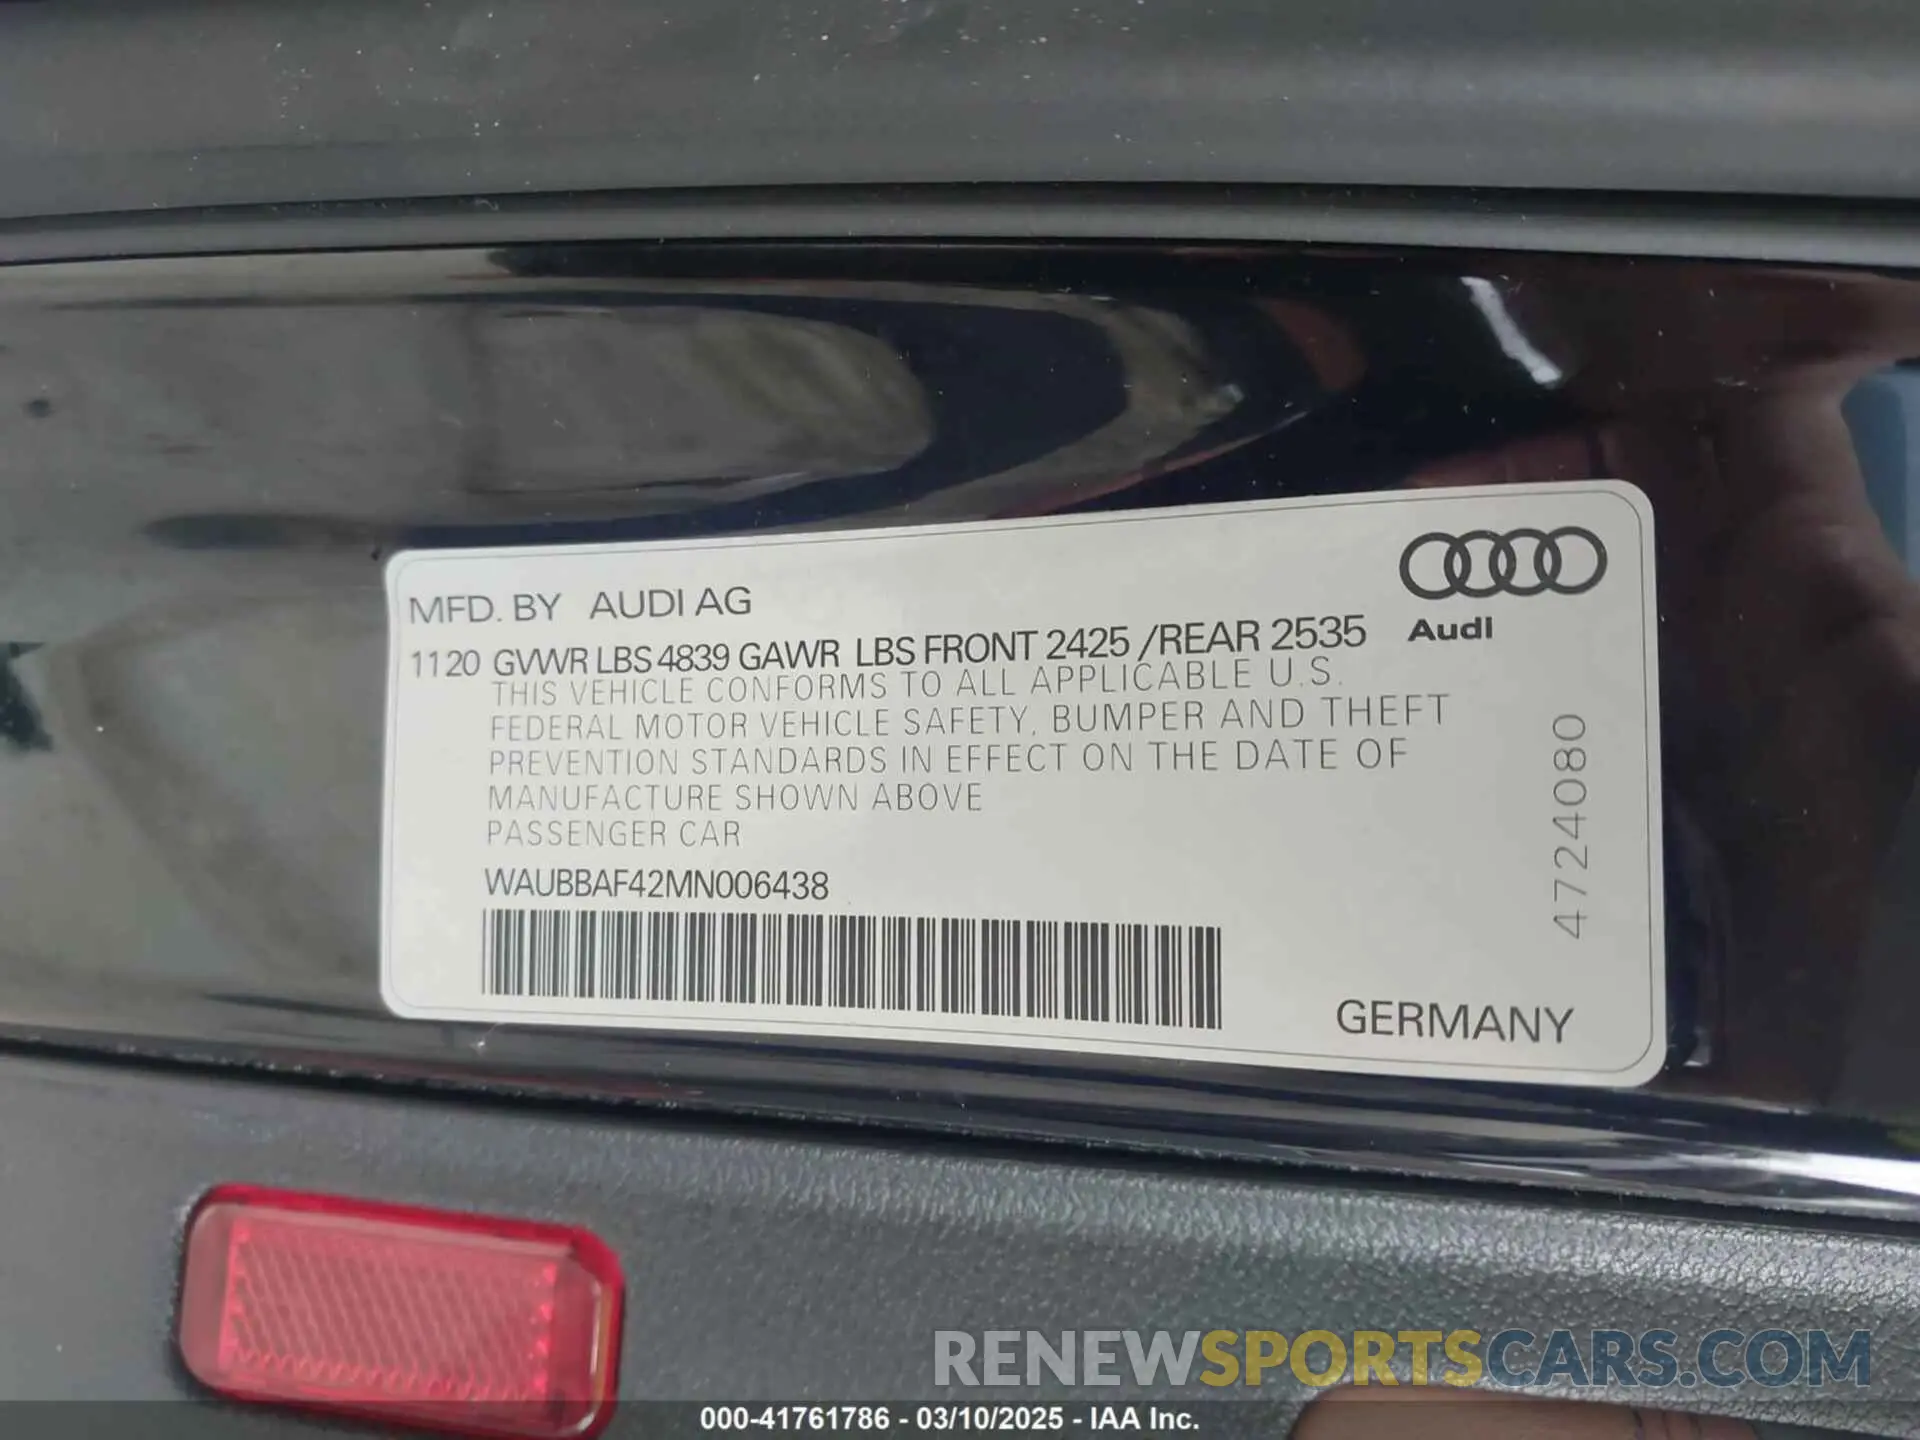 MFD. BY AUDI AG
Audi
1120 GVWR LBS 4839 GAWR LBS FRONT 2425 /REAR 2535
THIS VEHICLE CONFORMS TO ALL APPLICABLE U.S.
FEDERAL MOTOR VEHICLE SAFETY, BUMPER AND THEFT
PREVENTION STANDARDS IN EFFECT ON THE DATE OF
MANUFACTURE SHOWN ABOVE
PASSENGER CAR
WAUBBAF42MN006438
4724080
GERMANY
RENEWSPORTSCARS.COM
000-41761786 - 03/10/2025 - IAA Inc.